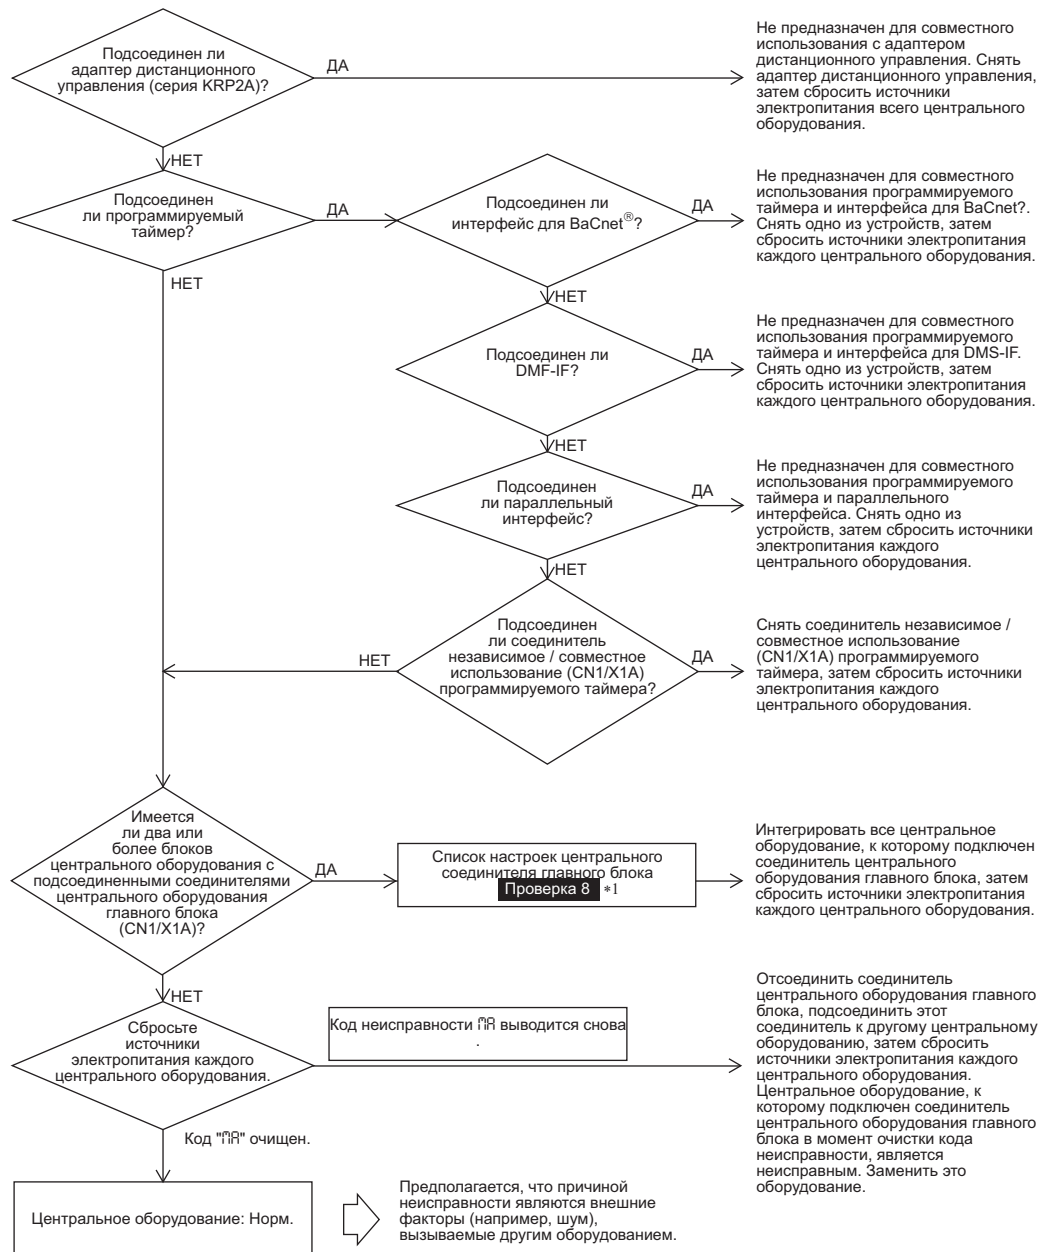 Подсоединен ли
адаптер дистанционного
управления (серия KRP2A)?
ДА
Не предназначен для совместного
использования с адаптером
дистанционного управления. Снять
адаптер дистанционного управления,
затем сбросить источники
электропитания всего центрального
оборудования.
НЕТ
Подсоединен
ли программируемый
таймер?
ДА
Подсоединен ли
интерфейс для BaCnet®?
ДА
Не предназначен для совместного
использования программируемого
таймера и интерфейса для BaCnet?.
Снять одно из устройств, затем
сбросить источники электропитания
каждого центрального оборудования.
НЕТ
НЕТ
Подсоединен ли
DMF-IF?
ДА
Не предназначен для совместного
использования программируемого
таймера и интерфейса для DMS-IF.
Снять одно из устройств, затем
сбросить источники электропитания
каждого центрального оборудования.
НЕТ
Подсоединен
ли параллельный
интерфейс?
ДА
Не предназначен для совместного
использования программируемого
таймера и параллельного
интерфейса. Снять одно из
устройств, затем сбросить источники
электропитания каждого
центрального оборудования.
НЕТ
Подсоединен
ли соединитель
независимое / совместное
использование (CN1/X1A)
программируемого таймера?
НЕТ
ДА
Снять соединитель независимое /
совместное использование
(CN1/X1A) программируемого
таймера, затем сбросить источники
электропитания каждого
центрального оборудования.
Имеется
ли два или
более блоков
центрального оборудования с
подсоединенными соединителями
центрального оборудования
главного блока
(CN1/X1A)?
ДА
Список настроек центрального
соединителя главного блока
Проверка 8 *1
Интегрировать все центральное
оборудование, к которому подключен
соединитель центрального
оборудования главного блока, затем
сбросить источники электропитания
каждого центрального оборудования.
НЕТ
Сбросьте
источники
электропитания каждого
центрального оборудования.
Код неисправности MA выводится снова
.
Отсоединить соединитель
центрального оборудования главного
блока, подсоединить этот
соединитель к другому центральному
оборудованию, затем сбросить
источники электропитания каждого
центрального оборудования.
Центральное оборудование, к
которому подключен соединитель
центрального оборудования главного
блока в момент очистки кода
неисправности, является
неисправным. Заменить это
оборудование.
Код "MA" очищен.
Центральное оборудование: Норм.
Предполагается, что причиной
неисправности являются внешние
факторы (например, шум),
вызываемые другим оборудованием.